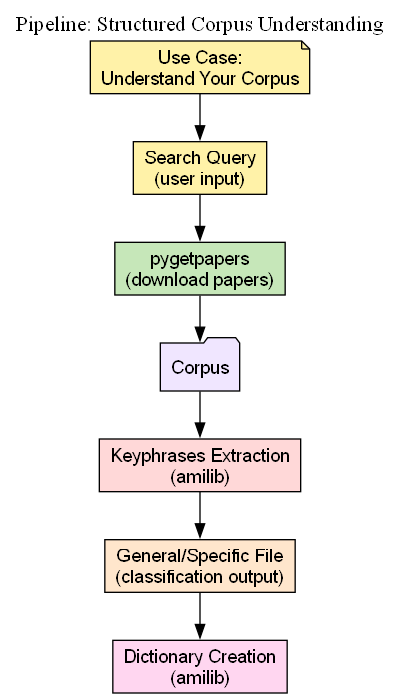 Pipeline: Structured Corpus Understanding
Use Case:
Understand Your Corpus
Search Query
(user input)
pygetpapers
(download papers)
Corpus
Keyphrases Extraction
(amilib)
General/Specific File
(classification output)
Dictionary Creation
(amilib)